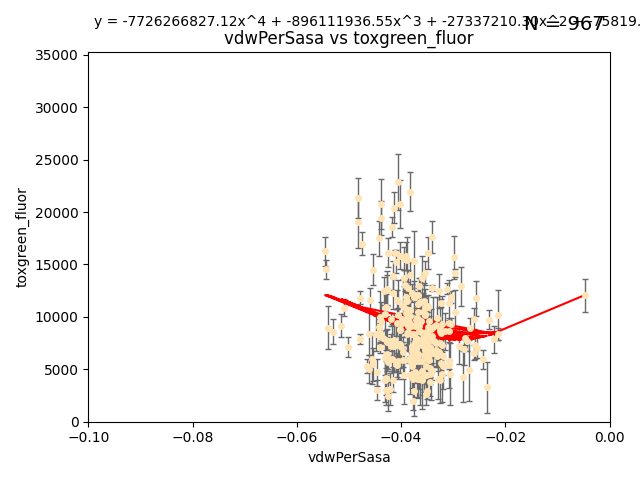 y = -7726266827.12x^4 + -896111936.55x^3 + -27337210.30x^2 + -75819.
N = 967
vdwPerSasa vs toxgreen_fluor
35000
30000
25000
20000
15000
10000
5000
0
toxgreen_fluor
−0.10 −0.08 −0.06 −0.04 −0.02 0.00
vdwPerSasa